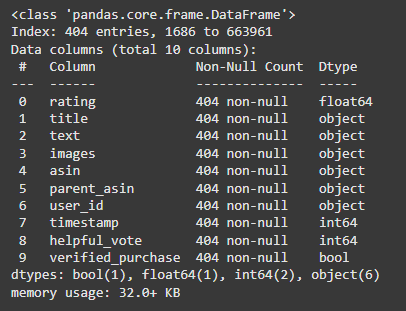 <class 'pandas.core.frame.DataFrame'>
Index: 404 entries, 1686 to 663961
Data columns (total 10 columns):
 #   Column             Non-Null Count  Dtype
---  ------             --------------  -----
 0   rating             404 non-null    float64
 1   title              404 non-null    object
 2   text               404 non-null    object
 3   images             404 non-null    object
 4   asin               404 non-null    object
 5   parent_asin        404 non-null    object
 6   user_id            404 non-null    object
 7   timestamp          404 non-null    int64
 8   helpful_vote       404 non-null    int64
 9   verified_purchase  404 non-null    bool
dtypes: bool(1), float64(1), int64(2), object(6)
memory usage: 32.0+ KB